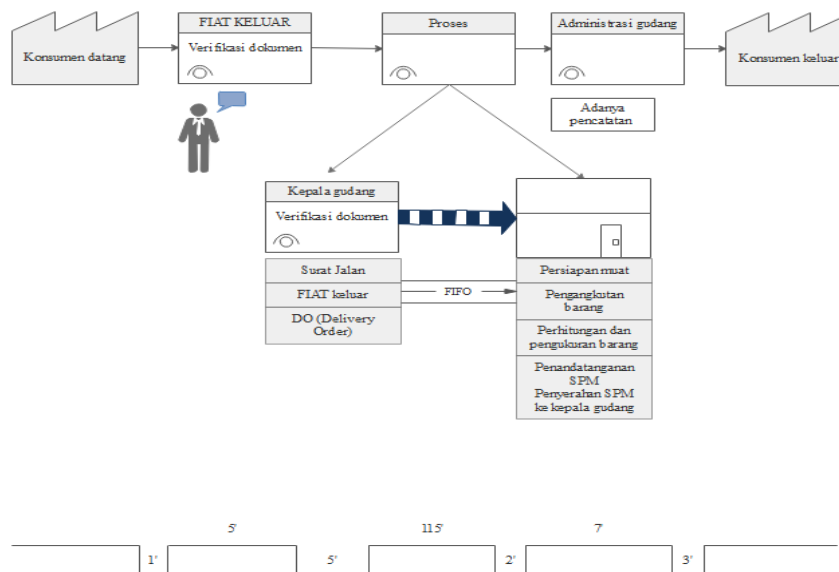 FIAT KELUAR
Proses
Administrasi gudang
Konsumen datang
Verifikasi dokumen
Konsumen keluar
Adanya
pencatatan
Kepala gudang
Verifikasi dokumen
Surat Jalan
FIAT keluar
DO (Delivery
Order)
FIFO
Persiapan muat
Pengangkutan
barang
Perhitungan dan
pengukuran barang
Penandatanganan
SPM
Penyerahan SPM
ke kepala gudang
5'
115'
7'
1'
5'
2'
3'